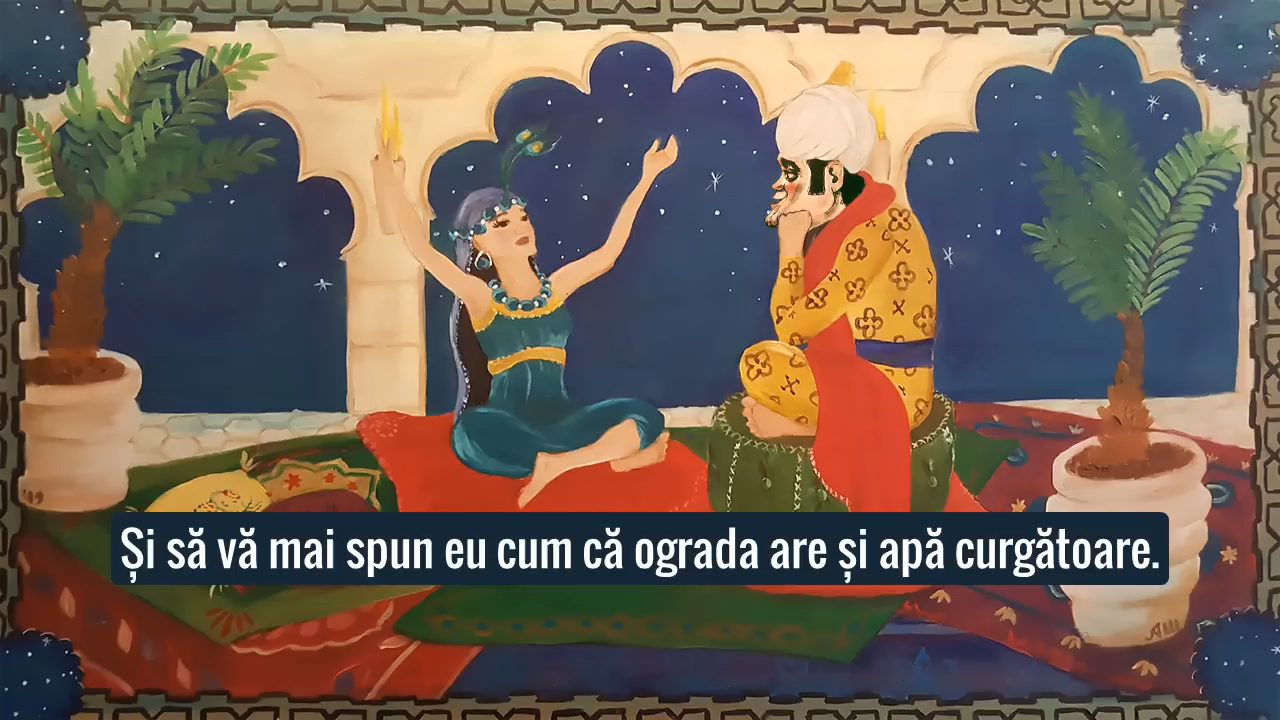 Și să vă mai spun eu cum că ograda are și apă curgătoare.